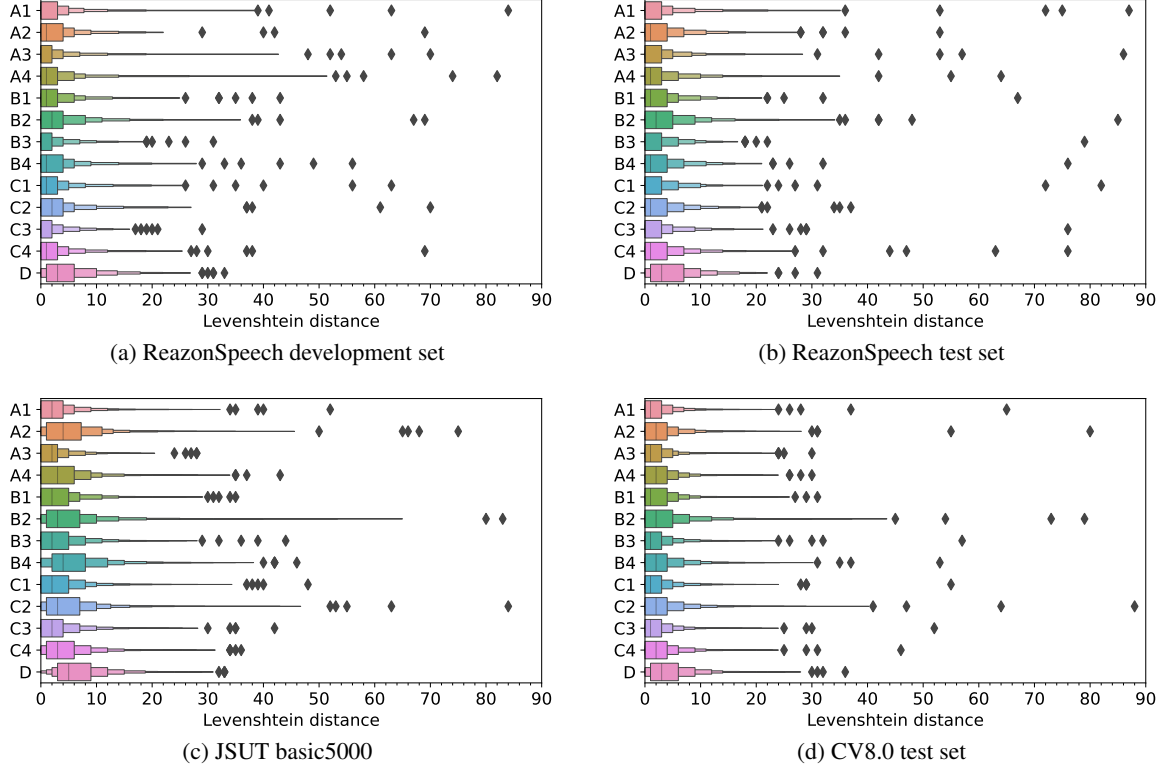 A1
A2
A3
A4
B1
B2
B3
B4
C1
C2
C3
C4
D
0 10 20 30 40 50 60 70 80 90
Levenshtein distance
(a) ReazonSpeech development set
A1
A2
A3
A4
B1
B2
B3
B4
C1
C2
C3
C4
D
0 10 20 30 40 50 60 70 80 90
Levenshtein distance
(b) ReazonSpeech test set
A1
A2
A3
A4
B1
B2
B3
B4
C1
C2
C3
C4
D
0 10 20 30 40 50 60 70 80 90
Levenshtein distance
(c) JSUT basic5000
A1
A2
A3
A4
B1
B2
B3
B4
C1
C2
C3
C4
D
0 10 20 30 40 50 60 70 80 90
Levenshtein distance
(d) CV8.0 test set